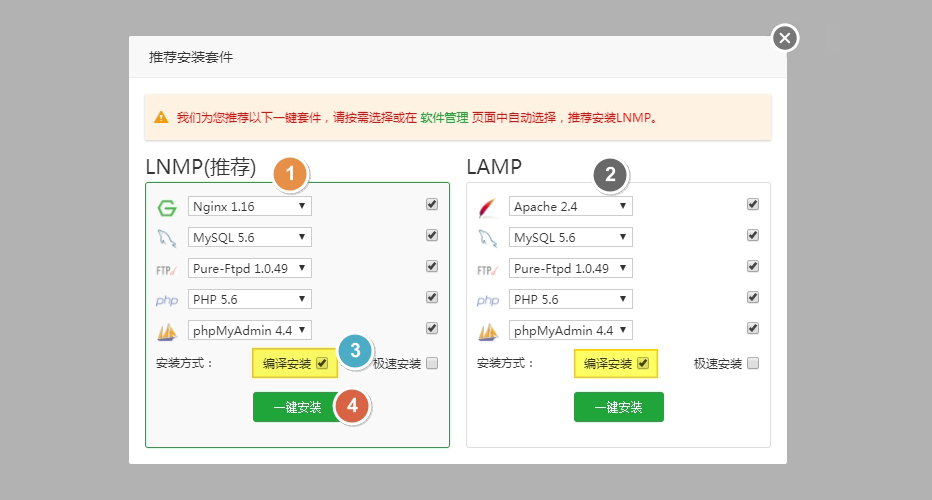 推荐安装套件
我们为您推荐以下一键套件，请按需选择或在 软件管理 页面中自动选择，推荐安装LNMP。
LNMP(推荐)
1
Nginx 1.16
MySQL 5.6
FTP
Pure-Ftpd 1.0.49
php
PHP 5.6
phpMyAdmin 4.4
安装方式：
编译安装
3
极速安装
一键安装
4
LAMP
2
Apache 2.4
MySQL 5.6
FTP
Pure-Ftpd 1.0.49
php
PHP 5.6
phpMyAdmin 4.4
安装方式：
编译安装
极速安装
一键安装